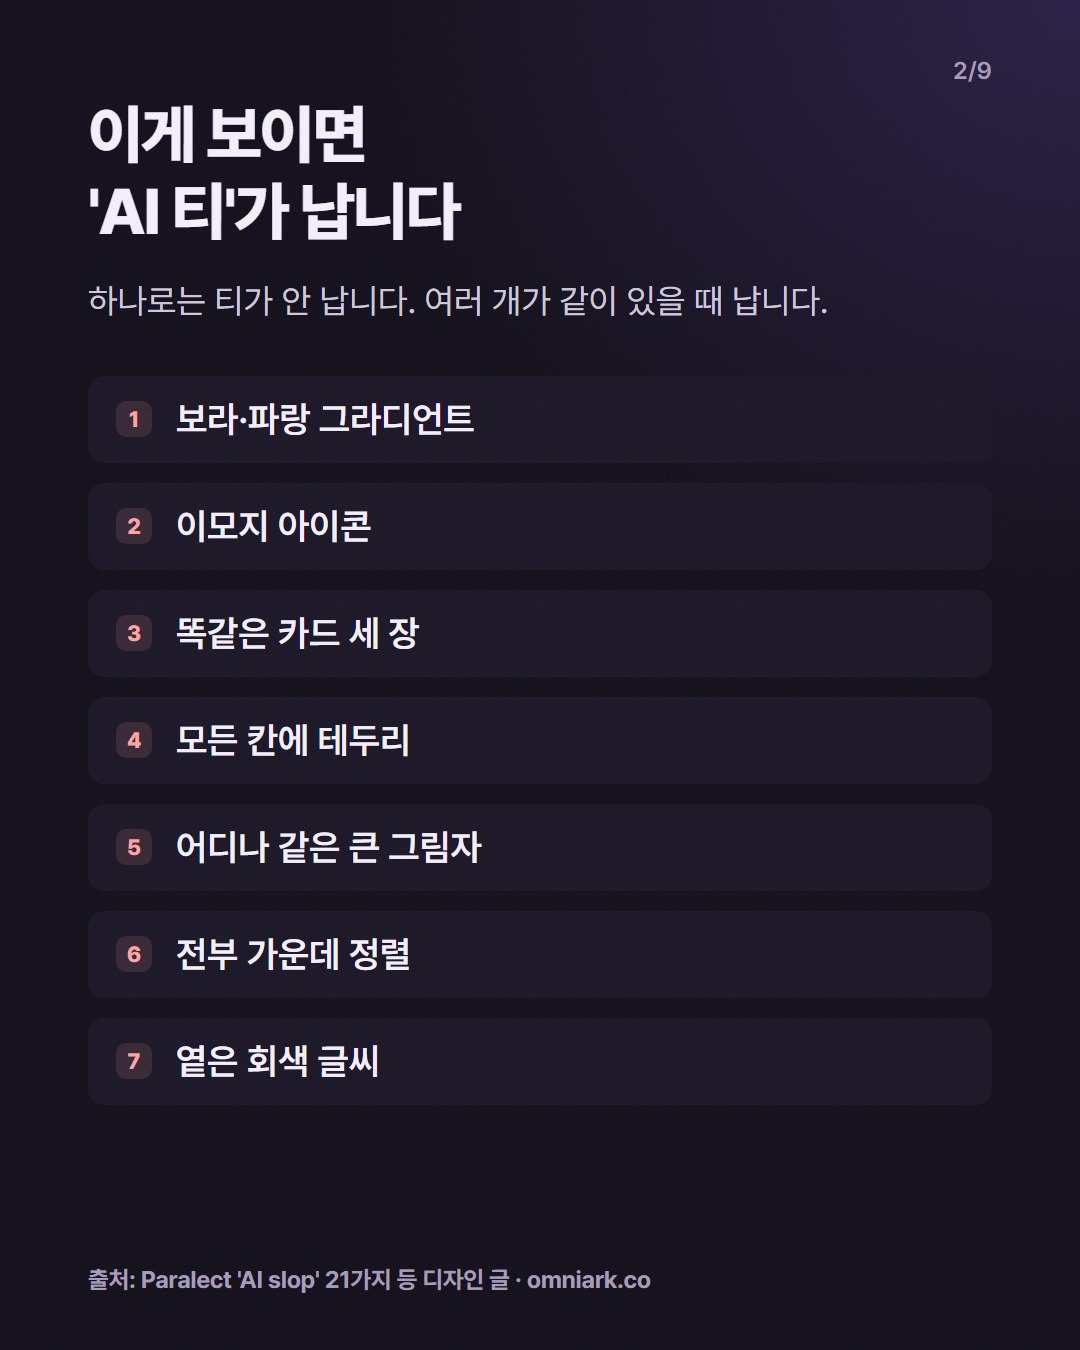 2/9
이게 보이면
'AI 티'가 납니다
하나로는 티가 안 납니다. 여러 개가 같이 있을 때 납니다.
1 보라·파랑 그라디언트
2 이모지 아이콘
3 똑같은 카드 세 장
4 모든 칸에 테두리
5 어디나 같은 큰 그림자
6 전부 가운데 정렬
7 옅은 회색 글씨
출처: Paralect 'AI slop' 21가지 등 디자인 글 · omniark.co